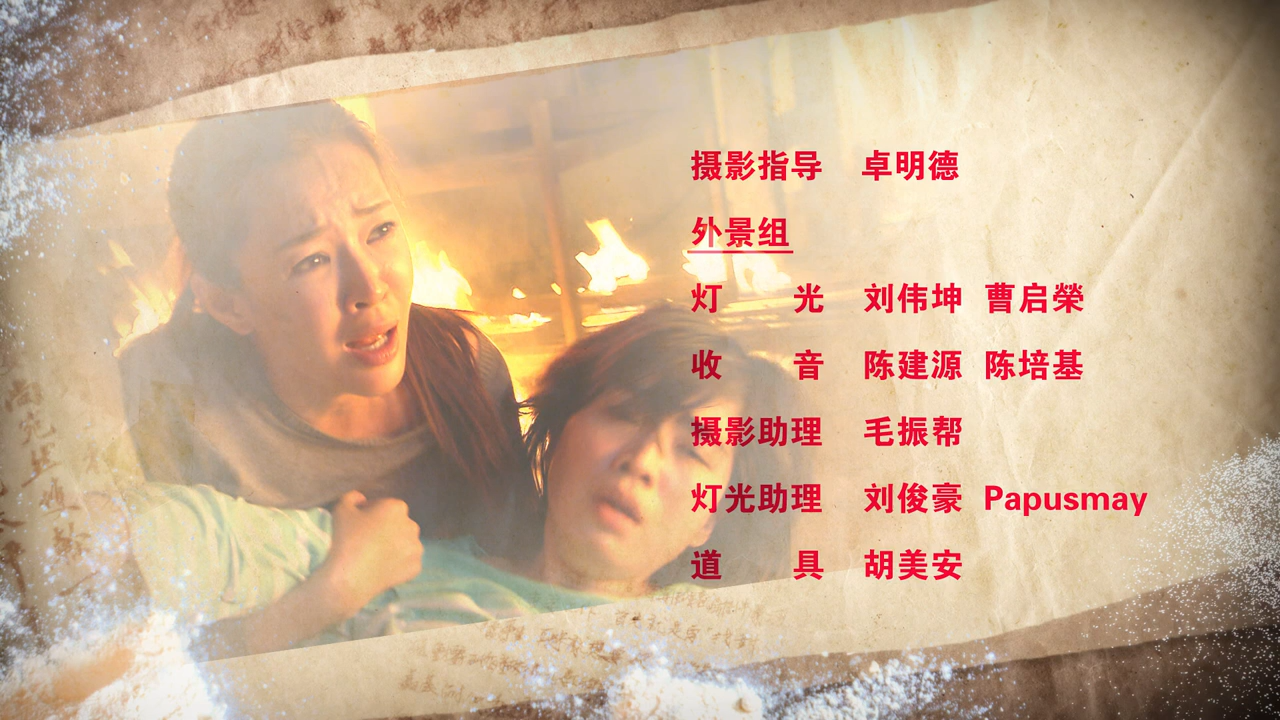 摄影指导 卓明德
外景组
灯 光 刘伟坤 曹启榮
收 音 陈建源 陈培基
摄影助理 毛振帮
灯光助理 刘俊豪 Papusmay
道 具 胡美安